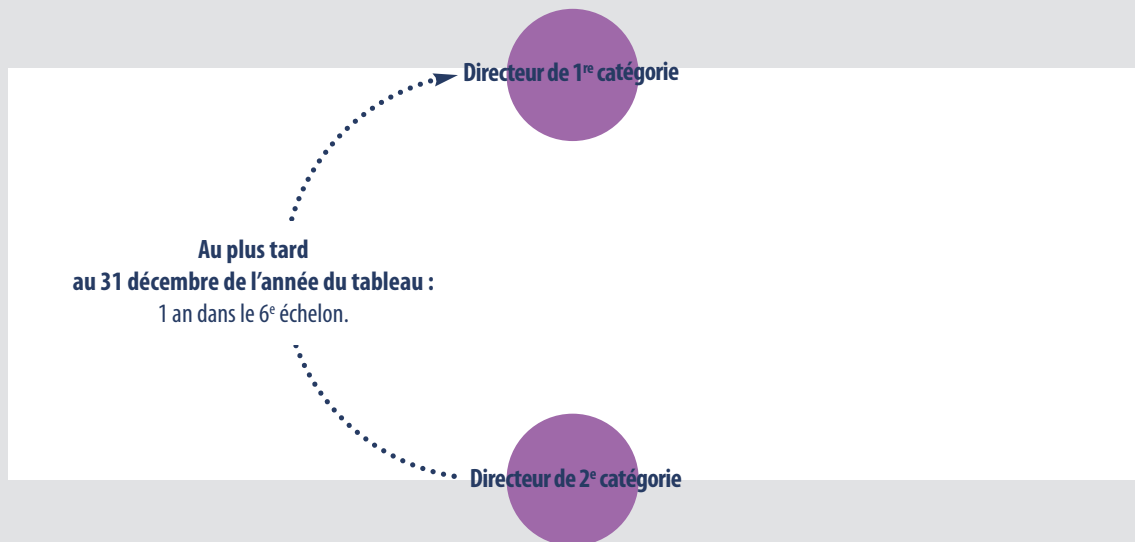 Directeur de 1re catégorie
Au plus tard
au 31 décembre de l’année du tableau :
1 an dans le 6e échelon.
Directeur de 2e catégorie